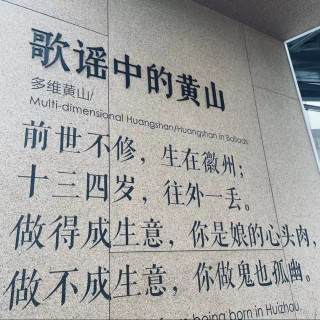 歌谣中的黄山
多维黄山/
Multi-dimensional Huangshan/Huangshan in Ballads
前世不修，生在徽州；
十三四岁，往外一丢。
做得成生意，你是娘的心头肉，
做不成生意，你做鬼也孤幽。
being born in Huizhou.